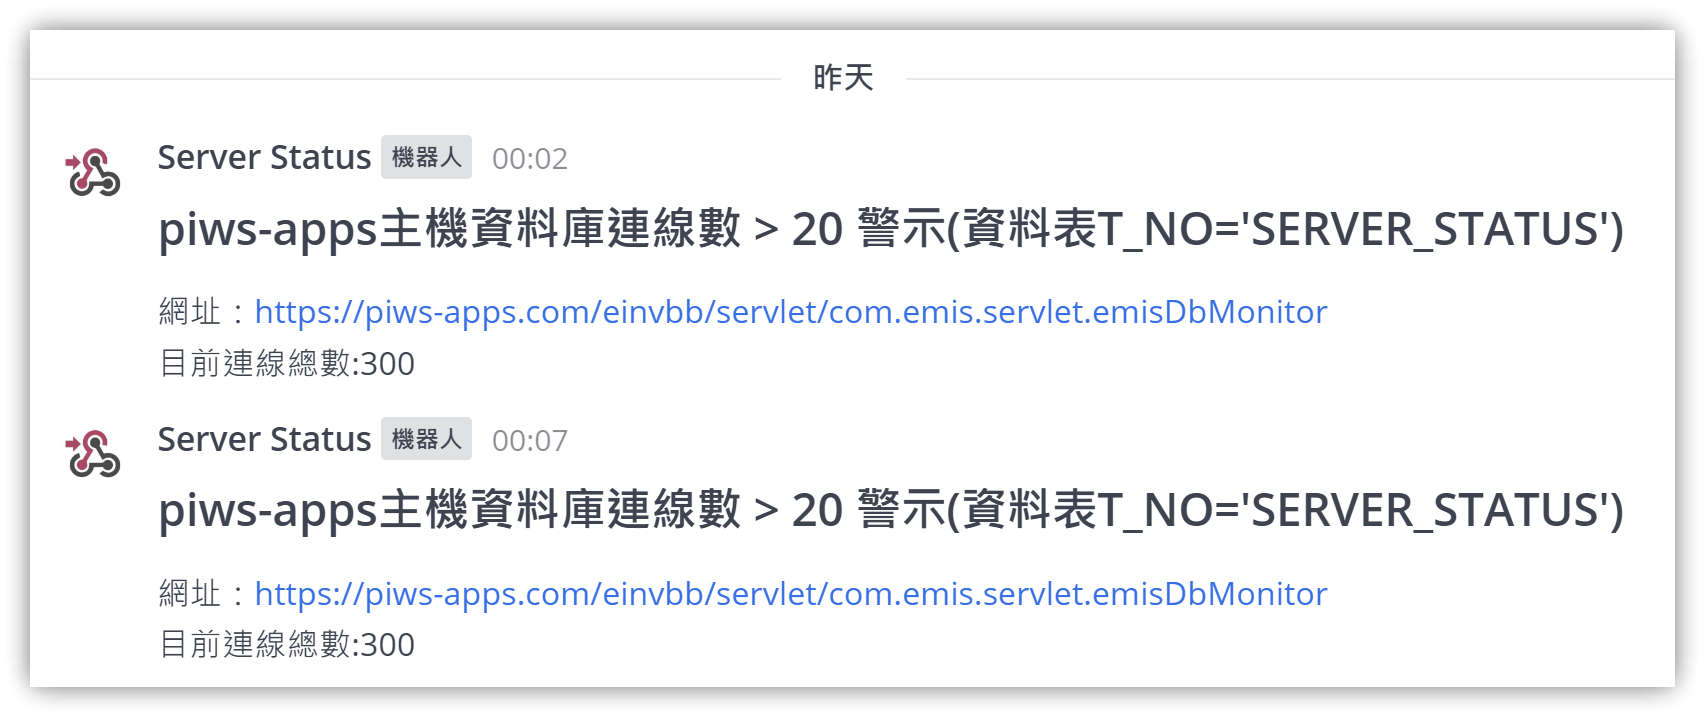 昨天
Server Status 機器人 00:02
piws-apps主機資料庫連線數 > 20 警示(資料表T_NO='SERVER_STATUS')
網址：https://piws-apps.com/einvbb/servlet/com.emis.servlet.emisDbMonitor
目前連線總數:300
Server Status 機器人 00:07
piws-apps主機資料庫連線數 > 20 警示(資料表T_NO='SERVER_STATUS')
網址：https://piws-apps.com/einvbb/servlet/com.emis.servlet.emisDbMonitor
目前連線總數:300